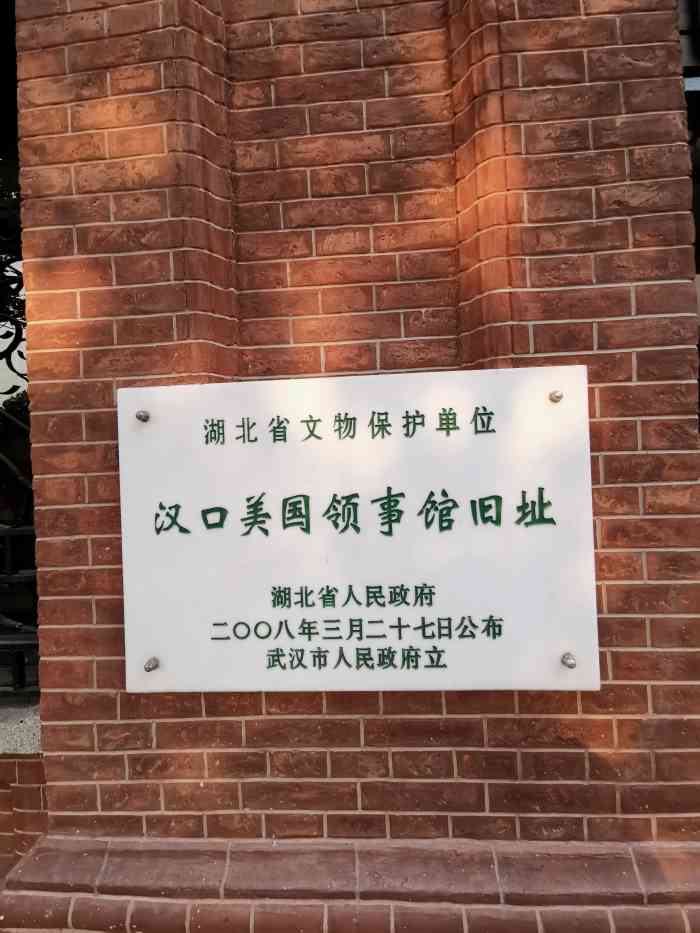 湖北省文物保护单位
汉口美国领事馆旧址
湖北省人民政府
二〇〇八年三月二十七日公布
武汉市人民政府立